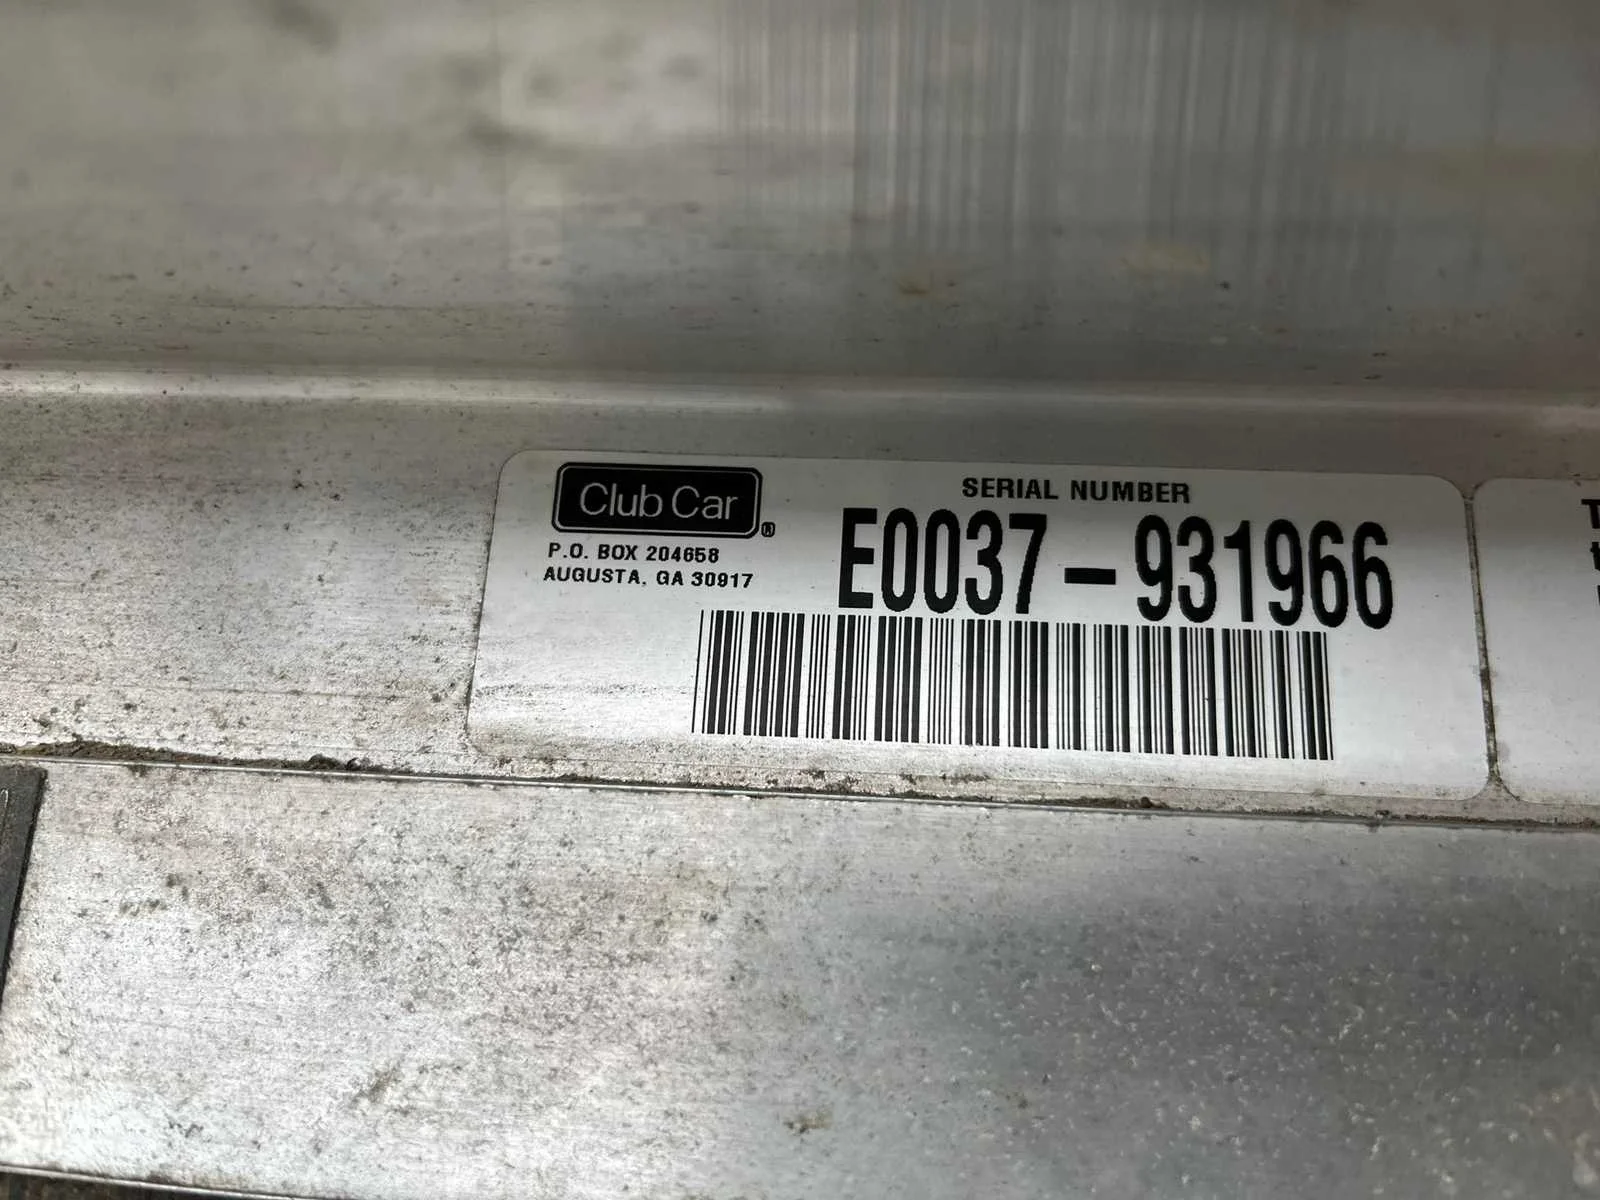 Club Car®
P.O. BOX 204658
AUGUSTA, GA 30917
SERIAL NUMBER
E0037-931966